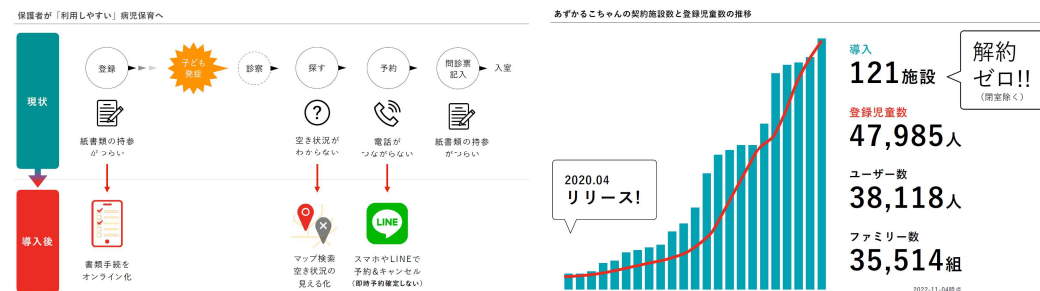 保護者が「利用しやすい」病児保育へ
現状
登録
子ども
発症
診察
探す
予約
問診票
記入
入室
紙書類の持参
がつらい
空き状況が
わからない
電話が
つながらない
紙書類の持参
がつらい
導入後
書類手続を
オンライン化
マップ検索
空き状況の
見える化
LINE
スマホやLINEで
予約&キャンセル
(即時予約確定しない)
あずかるこちゃんの契約施設数と登録児童数の推移
2020.04
リリース!
導入
121施設
解約
ゼロ!!
(閉室除く)
登録児童数
47,985人
ユーザー数
38,118人
ファミリー数
35,514組
2022-11-04時点